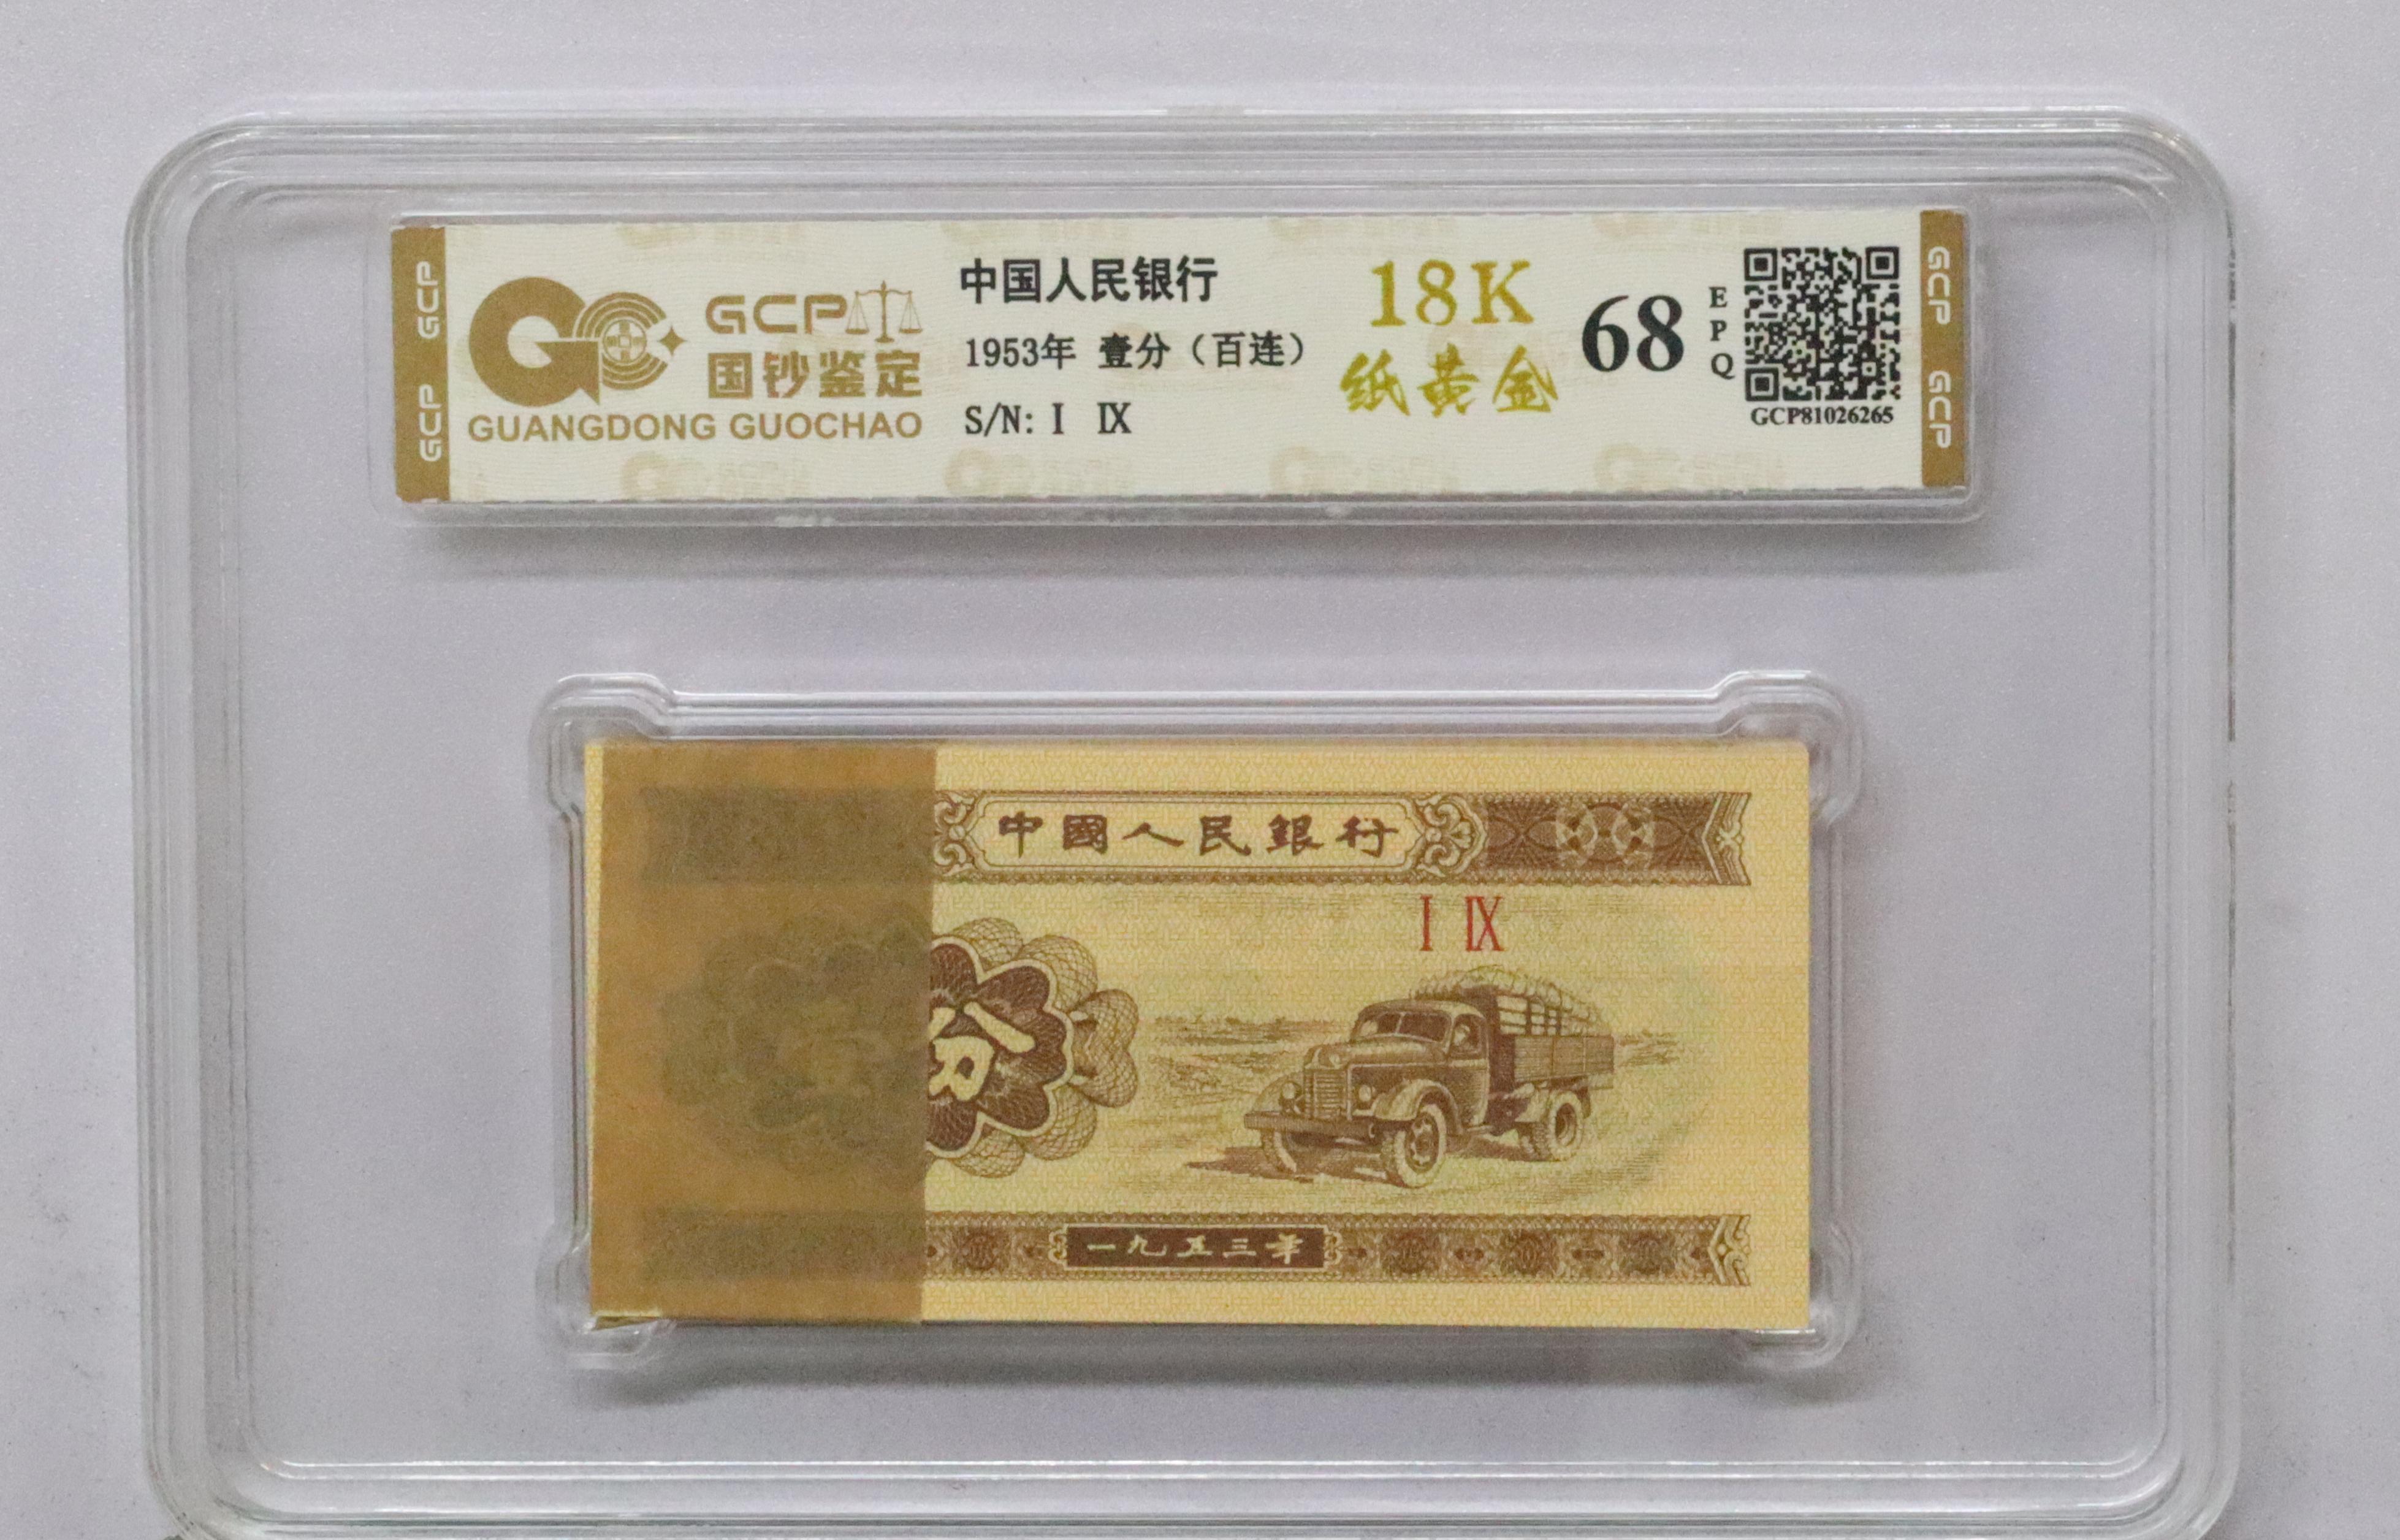 GCP
GCP
GC
GCP
国钞鉴定
GUANGDONG GUOCHAO
中国人民银行
1953年 壹分（百连）
S/N: I IX
18K
纸黄金
68
EPQ
GCP81026265
GCP
GCP
中國人民銀行
I IX
分
一九五三年